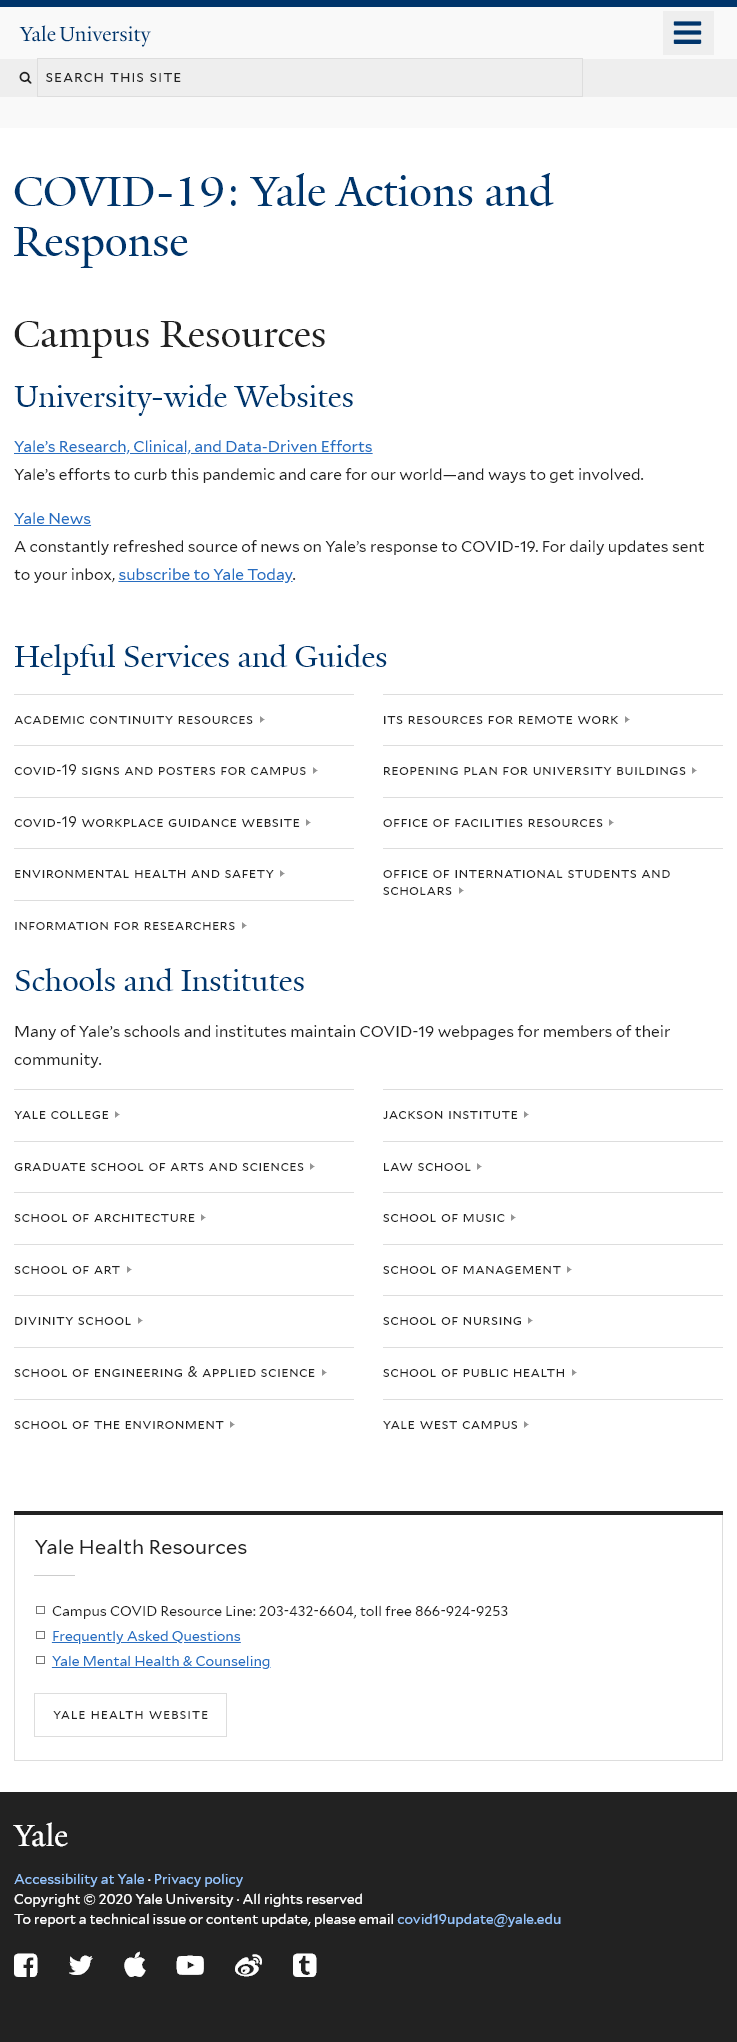 Yale University
SEARCH THIS SITE
COVID-19: Yale Actions and
Response
Campus Resources
University-wide Websites
Yale’s Research, Clinical, and Data-Driven Efforts
Yale’s efforts to curb this pandemic and care for our world—and ways to get involved.
Yale News
A constantly refreshed source of news on Yale’s response to COVID-19. For daily updates sent
to your inbox, subscribe to Yale Today.
Helpful Services and Guides
ACADEMIC CONTINUITY RESOURCES
COVID-19 SIGNS AND POSTERS FOR CAMPUS
COVID-19 WORKPLACE GUIDANCE WEBSITE
ENVIRONMENTAL HEALTH AND SAFETY
INFORMATION FOR RESEARCHERS
ITS RESOURCES FOR REMOTE WORK
REOPENING PLAN FOR UNIVERSITY BUILDINGS
OFFICE OF FACILITIES RESOURCES
OFFICE OF INTERNATIONAL STUDENTS AND
SCHOLARS
Schools and Institutes
Many of Yale’s schools and institutes maintain COVID-19 webpages for members of their
community.
YALE COLLEGE
GRADUATE SCHOOL OF ARTS AND SCIENCES
SCHOOL OF ARCHITECTURE
SCHOOL OF ART
DIVINITY SCHOOL
SCHOOL OF ENGINEERING & APPLIED SCIENCE
SCHOOL OF THE ENVIRONMENT
JACKSON INSTITUTE
LAW SCHOOL
SCHOOL OF MUSIC
SCHOOL OF MANAGEMENT
SCHOOL OF NURSING
SCHOOL OF PUBLIC HEALTH
YALE WEST CAMPUS
Yale Health Resources
Campus COVID Resource Line: 203-432-6604, toll free 866-924-9253
Frequently Asked Questions
Yale Mental Health & Counseling
YALE HEALTH WEBSITE
Yale
Accessibility at Yale · Privacy policy
Copyright © 2020 Yale University · All rights reserved
To report a technical issue or content update, please email covid19update@yale.edu